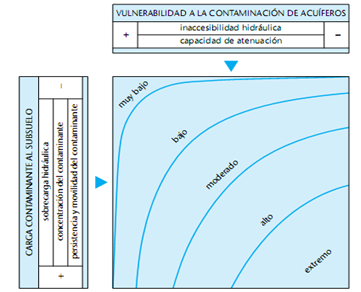 VULNERABILIDAD A LA CONTAMINACIÓN DE ACUÍFEROS
+
inaccesibilidad hidráulica
capacidad de atenuación
–
CARGA CONTAMINANTE AL SUBSUELO
–
sobrecarga hidráulica
concentración del contaminante
persistencia y movilidad del contaminante
+
muy bajo
bajo
moderado
alto
extremo